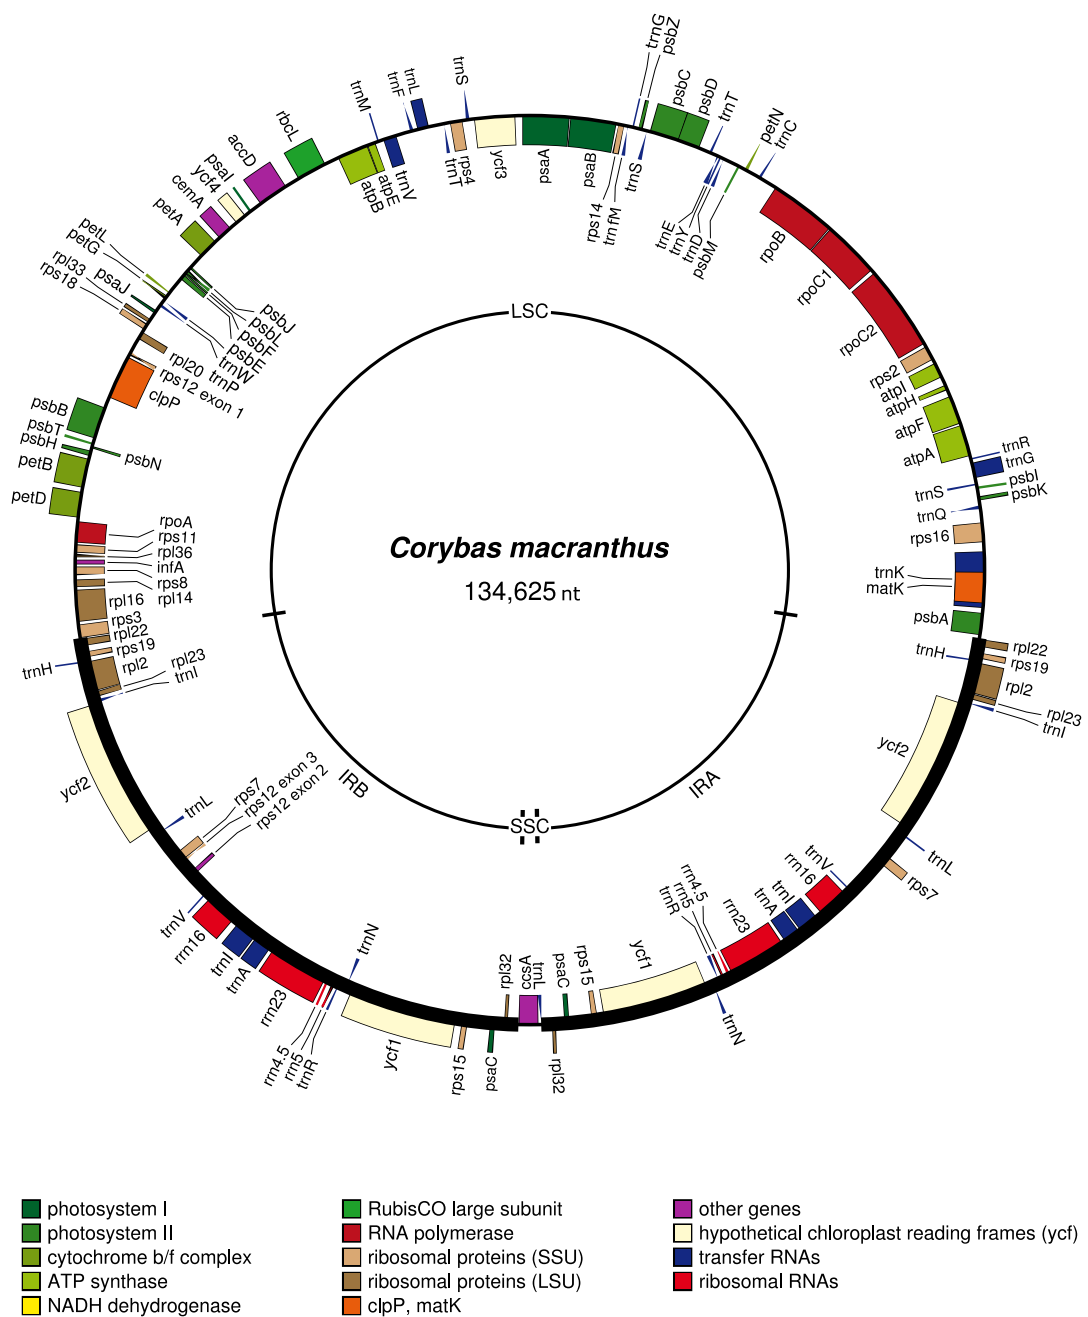 trnG
psbZ
psbC
psbD
trnT
petN
trnC
trnS
trnL
trnF
trnM
rbcL
accD
psaI
ycf4
cemA
petA
petL
petG
rpl33
rps18
psaJ
atpB
atpE
trnV
trnT
rps4
ycf3
psaA
psaB
rps14
trnfM
trnS
trnE
trnY
trnD
psbM
rpoB
rpoC1
rpoC2
rps2
atpI
atpH
atpF
atpA
trnR
trnG
psbI
psbK
trnS
trnQ
rps16
trnK
matK
psbA
psbJ
psbL
psbF
psbE
trnW
trnP
rpl20
rps12 exon 1
clpP
psbB
psbT
psbH
petB
petD
psbN
rpoA
rps11
rpl36
infA
rps8
rpl14
rpl16
rps3
rpl22
rps19
rpl2
rpl23
trnI
trnH
LSC
Corybas macranthus
134,625 nt
IRB
IRA
SSC
trnH
rpl22
rps19
rpl2
rpl23
trnI
ycf2
ycf2
trnL
rps7
rps12 exon 3
rps12 exon 2
trnL
rps7
trnV
rrn16
trnI
trnA
rrn23
rrn4.5
rrn5
trnR
trnN
trnV
rrn16
trnI
trnA
rrn23
rrn4.5
rrn5
trnR
trnN
ycf1
rps15
psaC
rpl32
ccsA
trnL
psaC
rps15
ycf1
rpl32
photosystem I
photosystem II
cytochrome b/f complex
ATP synthase
NADH dehydrogenase
RubisCO large subunit
RNA polymerase
ribosomal proteins (SSU)
ribosomal proteins (LSU)
clpP, matK
other genes
hypothetical chloroplast reading frames (ycf)
transfer RNAs
ribosomal RNAs